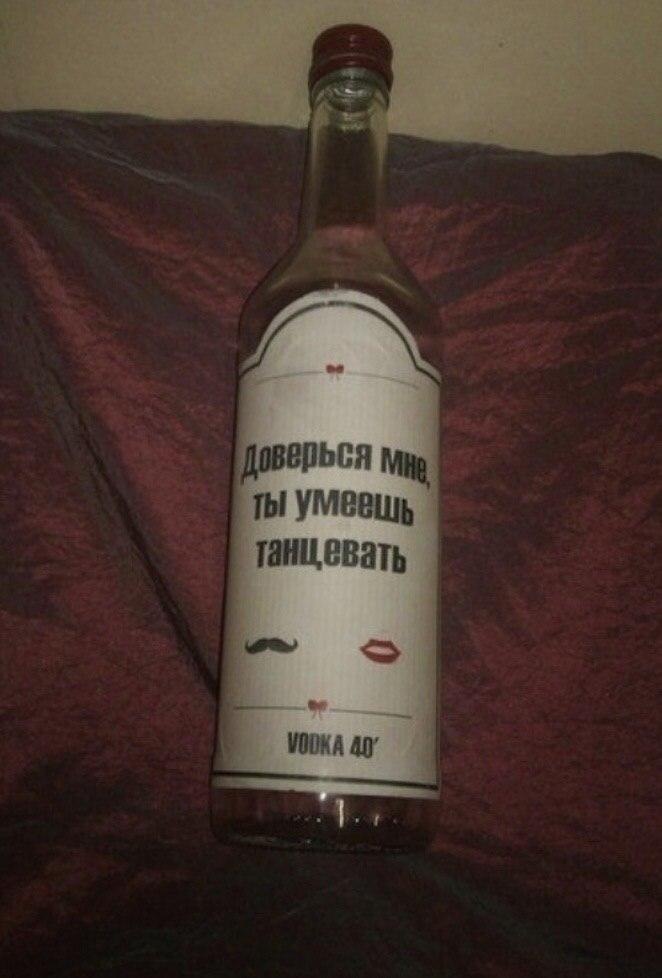 Доверься мне,
ты умеешь
танцевать
VODKA 40'